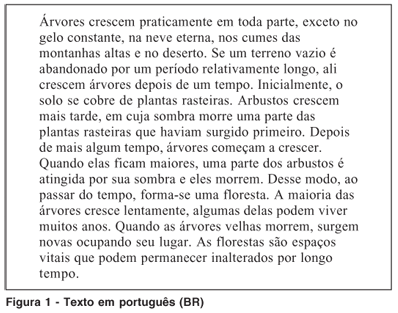 Árvores crescem praticamente em toda parte, exceto no
gelo constante, na neve eterna, nos cumes das
montanhas altas e no deserto. Se um terreno vazio é
abandonado por um período relativamente longo, ali
crescem árvores depois de um tempo. Inicialmente, o
solo se cobre de plantas rasteiras. Arbustos crescem
mais tarde, em cuja sombra morre uma parte das
plantas rasteiras que haviam surgido primeiro. Depois
de mais algum tempo, árvores começam a crescer.
Quando elas ficam maiores, uma parte dos arbustos é
atingida por sua sombra e eles morrem. Desse modo, ao
passar do tempo, forma-se uma floresta. A maioria das
árvores cresce lentamente, algumas delas podem viver
muitos anos. Quando as árvores velhas morrem, surgem
novas ocupando seu lugar. As florestas são espaços
vitais que podem permanecer inalterados por longo
tempo.
Figura 1 - Texto em português (BR)